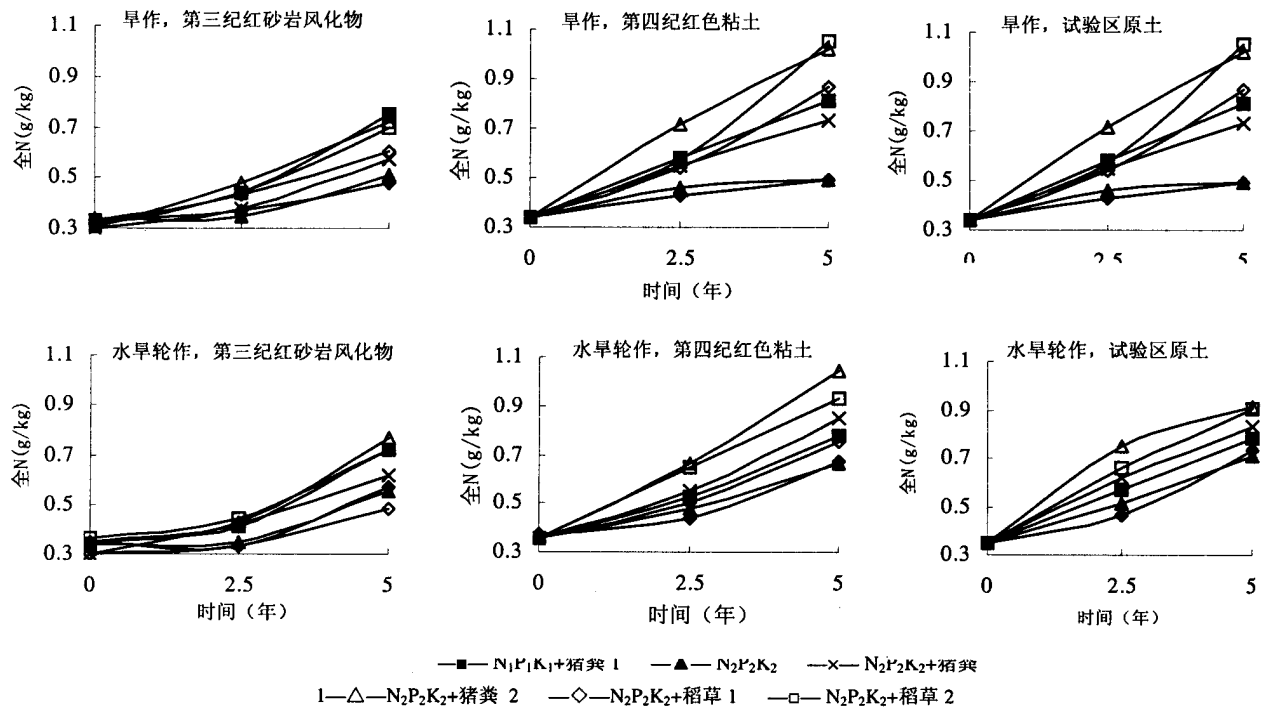 旱作，第三纪红砂岩风化物
1.1
0.9
0.7
0.5
0.3
全N(g/kg)
旱作，第四纪红色粘土
1.1
0.9
0.7
0.5
0.3
全N(g/kg)
0
2.5
5
时间（年）
旱作，试验区原土
1.1
0.9
0.7
0.5
0.3
全N(g/kg)
0
2.5
5
时间（年）
水旱轮作，第三纪红砂岩风化物
1.1
0.9
0.7
0.5
0.3
全N(g/kg)
0
2.5
5
时间（年）
水旱轮作，第四纪红色粘土
1.1
0.9
0.7
0.5
0.3
全N(g/kg)
0
2.5
5
时间（年）
水旱轮作，试验区原土
1.1
0.9
0.7
0.5
0.3
全N(g/kg)
0
2.5
5
时间（年）
N₁P₁K₁+猪粪 1 N₂P₂K₂ N₂P₂K₂+猪粪
1 N₂P₂K₂+猪粪 2 N₂P₂K₂+稻草 1 N₂P₂K₂+稻草 2